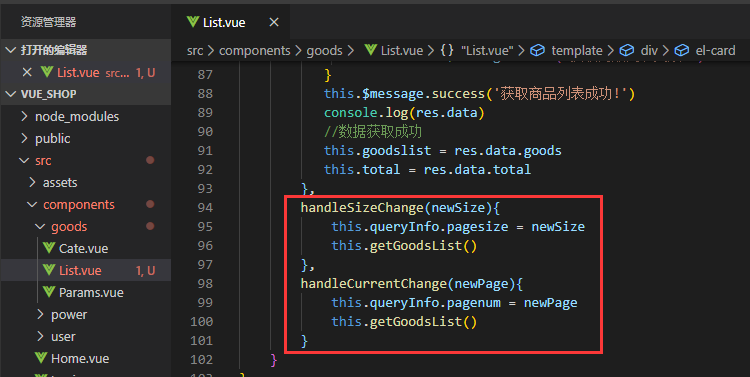 资源管理器
打开的编辑器
List.vue src... 1, U
VUE_SHOP
node_modules
public
src
assets
components
goods
Cate.vue
List.vue 1, U
Params.vue
power
user
Home.vue
List.vue
src > components > goods > List.vue > {} "List.vue" > template > div > el-card
87 }
88 this.$message.success('获取商品列表成功!')
89 console.log(res.data)
90 //数据获取成功
91 this.goodslist = res.data.goods
92 this.total = res.data.total
93 },
94 handleSizeChange(newSize){
95 this.queryInfo.pagesize = newSize
96 this.getGoodsList()
97 },
98 handleCurrentChange(newPage){
99 this.queryInfo.pagenum = newPage
100 this.getGoodsList()
101 }
102 }